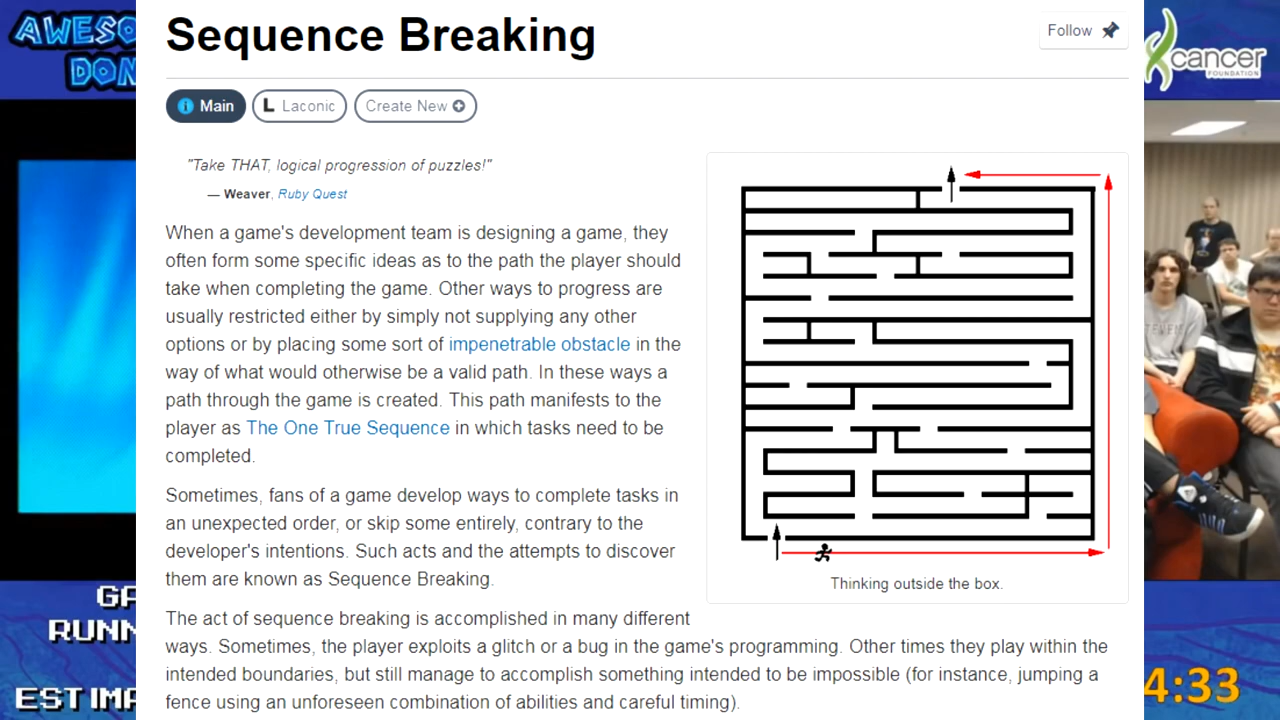 Sequence Breaking
Follow
Main
L Laconic
Create New
"Take THAT, logical progression of puzzles!"
— Weaver, Ruby Quest
When a game's development team is designing a game, they
often form some specific ideas as to the path the player should
take when completing the game. Other ways to progress are
usually restricted either by simply not supplying any other
options or by placing some sort of impenetrable obstacle in the
way of what would otherwise be a valid path. In these ways a
path through the game is created. This path manifests to the
player as The One True Sequence in which tasks need to be
completed.
Sometimes, fans of a game develop ways to complete tasks in
an unexpected order, or skip some entirely, contrary to the
developer's intentions. Such acts and the attempts to discover
them are known as Sequence Breaking.
Thinking outside the box.
The act of sequence breaking is accomplished in many different
ways. Sometimes, the player exploits a glitch or a bug in the game's programming. Other times they play within the
intended boundaries, but still manage to accomplish something intended to be impossible (for instance, jumping a
fence using an unforeseen combination of abilities and careful timing).
AWESO
DON
GA
RUNN
ESTIMA
cancer
FOUNDATION
4:33